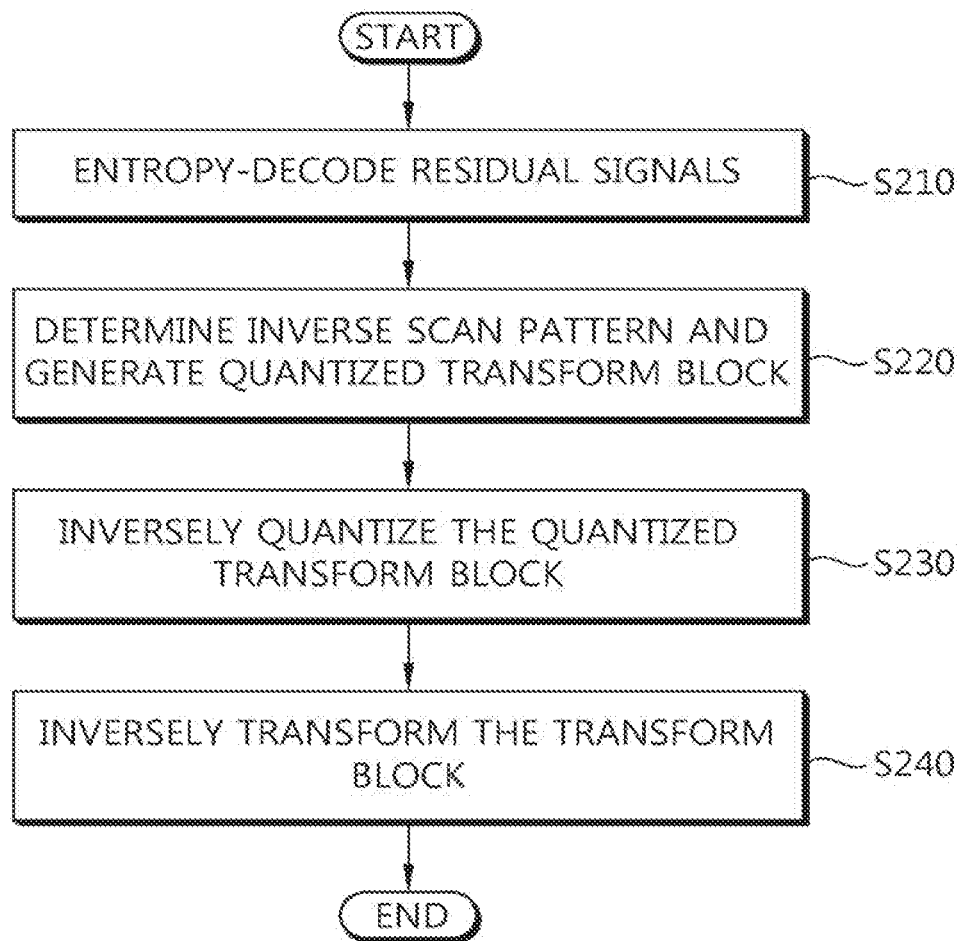 START
ENTROPY-DECODE RESIDUAL SIGNALS
S210
DETERMINE INVERSE SCAN PATTERN AND
GENERATE QUANTIZED TRANSFORM BLOCK
S220
INVERSELY QUANTIZE THE QUANTIZED
TRANSFORM BLOCK
S230
INVERSELY TRANSFORM THE TRANSFORM
BLOCK
S240
END